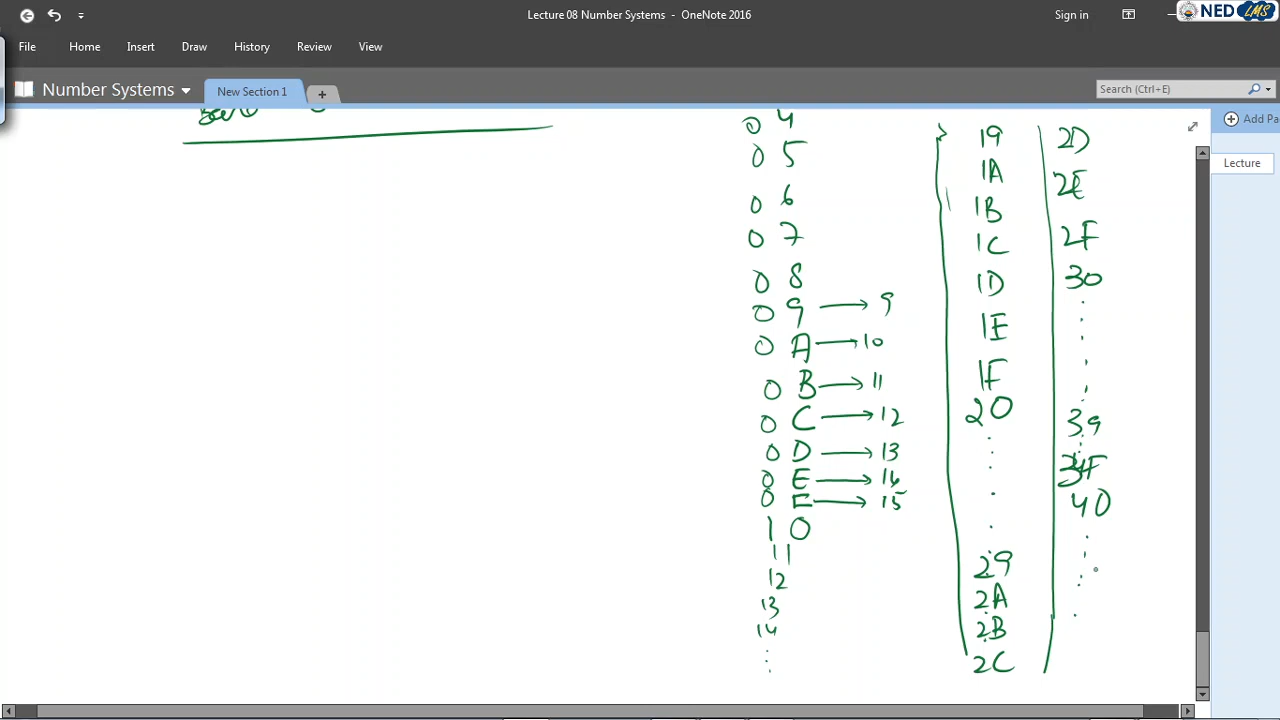 Lecture 08 Number Systems - OneNote 2016
Sign in
NED LMS
File Home Insert Draw History Review View
Number Systems
New Section 1
+
Search (Ctrl+E)
Add Pa
Lecture
0 4
0 5
0 6
0 7
0 8
0 9 → 9
0 A → 10
0 B → 11
0 C → 12
0 D → 13
0 E → 14
0 F → 15
1 0
11
12
13
14
19
1A
1B
1C
1D
1E
1F
20
29
2A
2B
2C
2D
2E
2F
30
39
3F
40